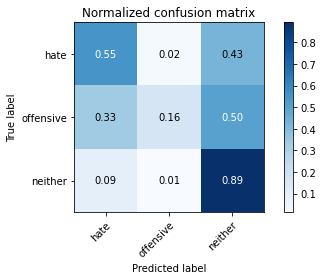 Normalized confusion matrix
hate 0.55 0.02 0.43
offensive 0.33 0.16 0.50
neither 0.09 0.01 0.89
hate offensive neither
True label
Predicted label
0.8
0.7
0.6
0.5
0.4
0.3
0.2
0.1